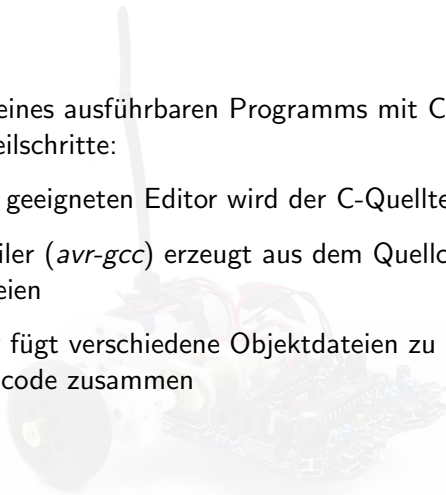 eines ausführbaren Programms mit C
eilschritte:
geeigneten Editor wird der C-Quellte
iler (avr-gcc) erzeugt aus dem Quellc
eien
fügt verschiedene Objektdateien zu
code zusammen